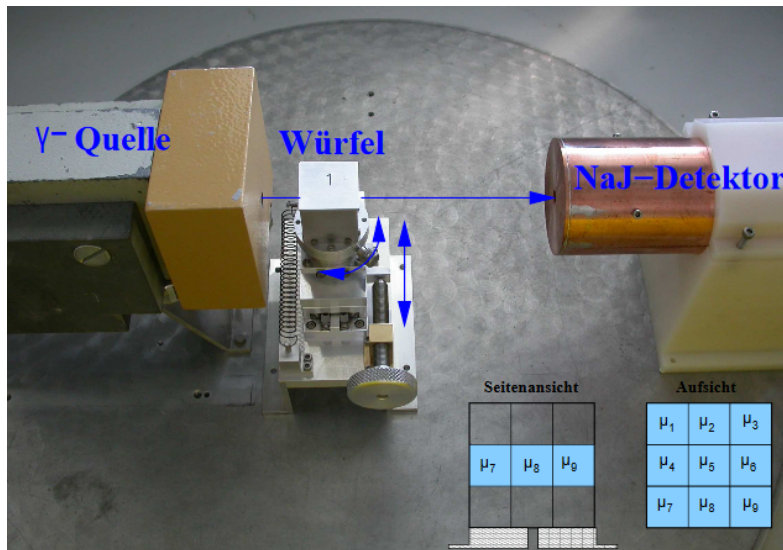 γ- Quelle
Würfel
1
NaJ-Detektor
Seitenansicht
Aufsicht
μ7 μ8 μ9
μ1 μ2 μ3
μ4 μ5 μ6
μ7 μ8 μ9